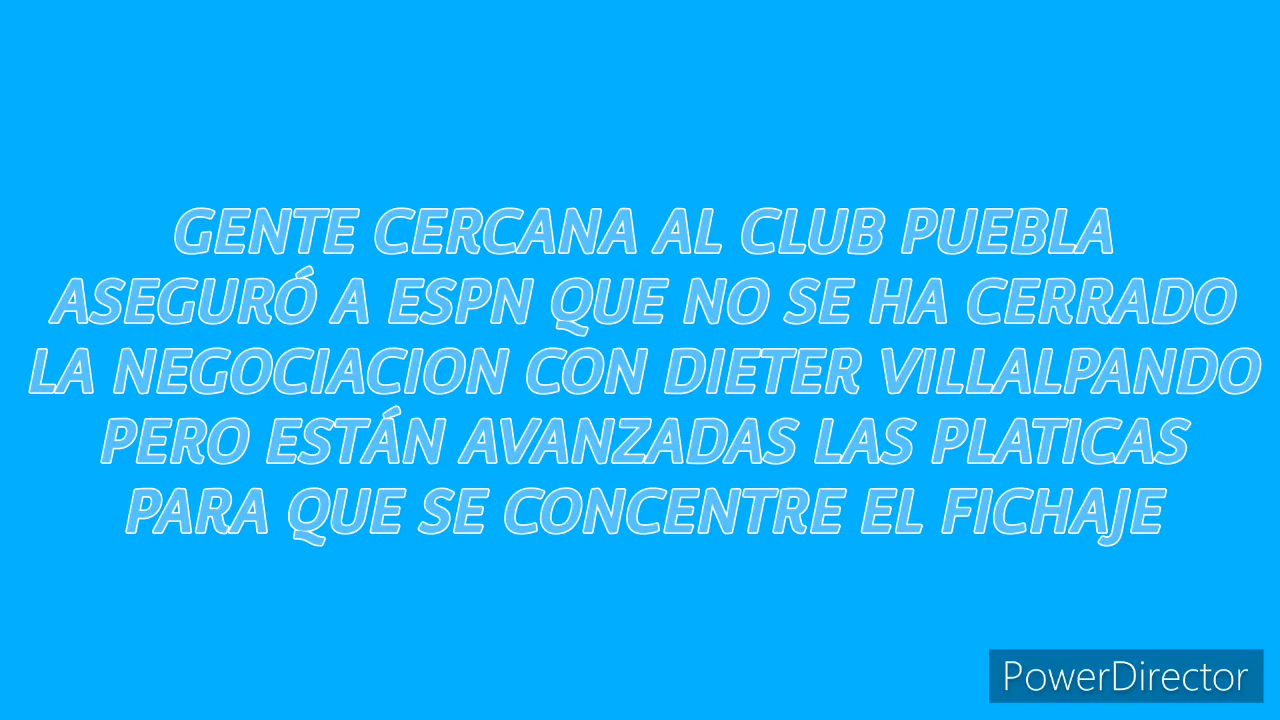 GENTE CERCANA AL CLUB PUEBLA
ASEGURÓ A ESPN QUE NO SE HA CERRADO
LA NEGOCIACION CON DIETER VILLALPANDO
PERO ESTÁN AVANZADAS LAS PLATICAS
PARA QUE SE CONCENTRE EL FICHAJE
PowerDirector